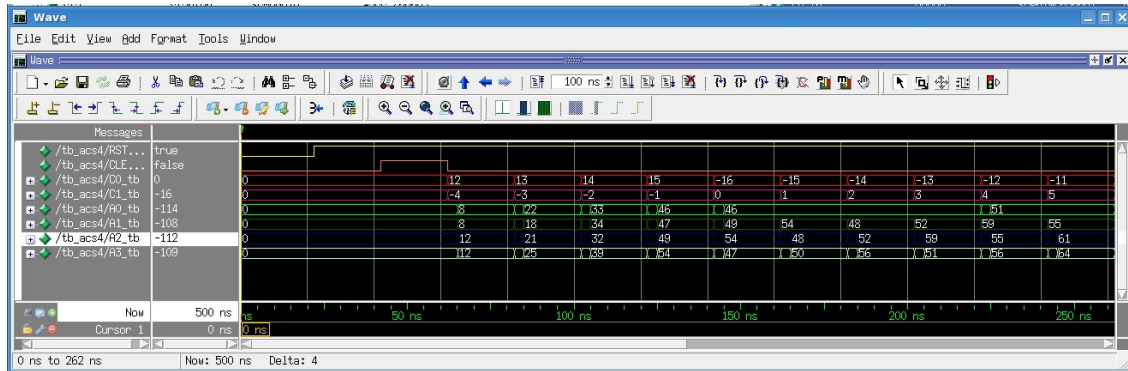 Wave
File Edit View Add Format Tools Window
Wave
100 ns
Messages
/tb_acs4/RST... true
/tb_acs4/CLE... false
/tb_acs4/C0_tb 0 0 12 13 14 15 -16 -15 -14 -13 -12 -11
/tb_acs4/C1_tb -16 0 -4 -3 -2 -1 0 1 2 3 4 5
/tb_acs4/A0_tb -114 0 8 22 33 46 46 51
/tb_acs4/A1_tb -108 0 8 18 34 47 49 54 48 52 59 55
/tb_acs4/A2_tb -112 0 12 21 32 49 54 48 52 59 55 61
/tb_acs4/A3_tb -109 0 12 25 39 54 47 50 56 51 56 64
Now 500 ns ns 50 ns 100 ns 150 ns 200 ns 250 ns
Cursor 1 0 ns 0 ns
0 ns to 262 ns Now: 500 ns Delta: 4